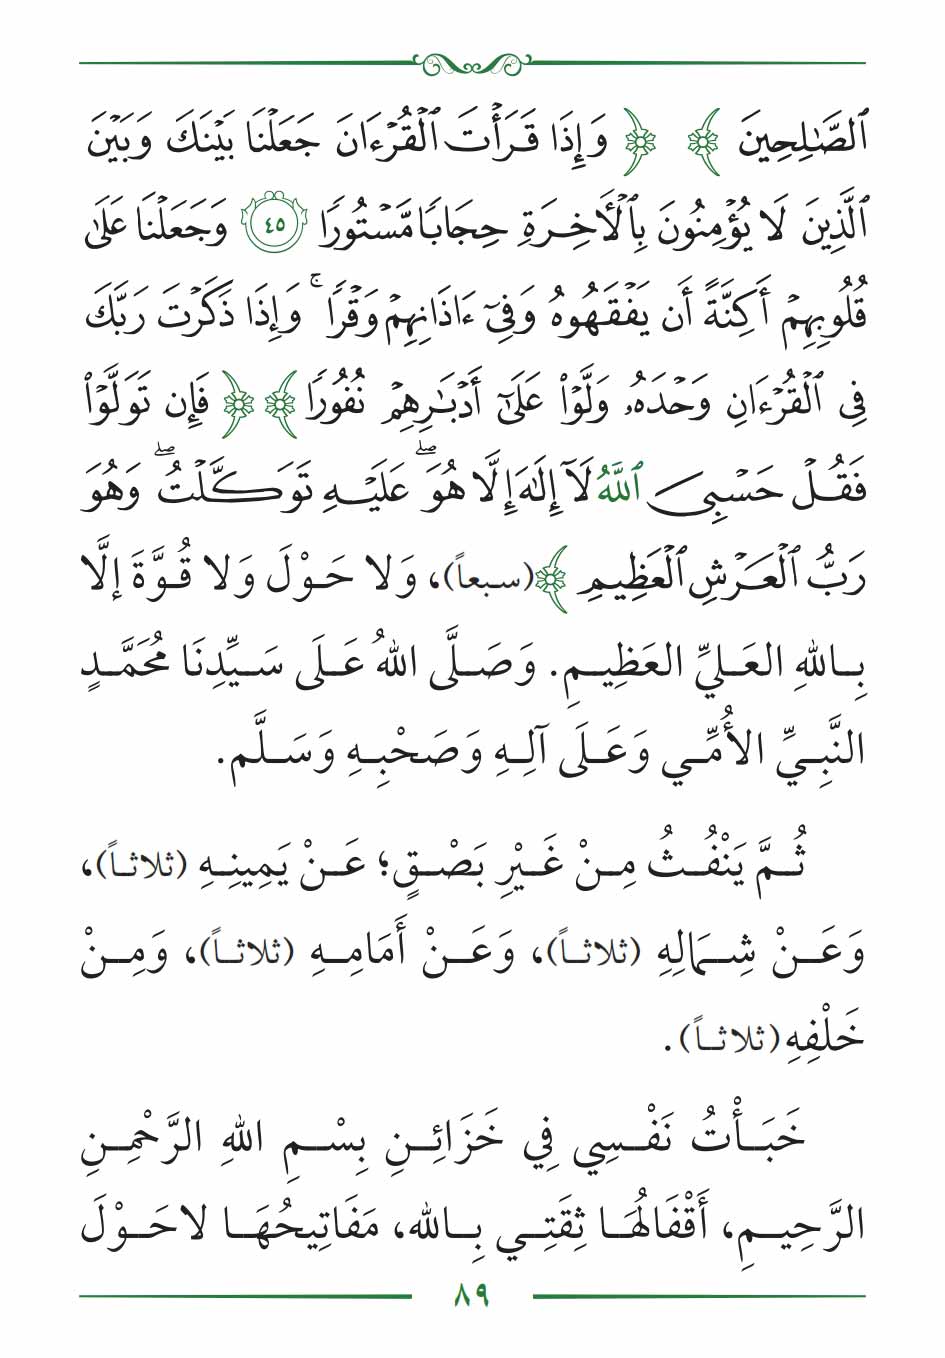 ٱلصَّٰلِحِينَ ﴾ ﴿ وَإِذَا قَرَأْتَ ٱلْقُرْءَانَ جَعَلْنَا بَيْنَكَ وَبَيْنَ
ٱلَّذِينَ لَا يُؤْمِنُونَ بِٱلْأَخِرَةِ حِجَابًا مَّسْتُورًا ٤٥ وَجَعَلْنَا عَلَىٰ
قُلُوبِهِمْ أَكِنَّةً أَن يَفْقَهُوهُ وَفِىٓ ءَاذَانِهِمْ وَقْرًا ۚ وَإِذَا ذَكَرْتَ رَبَّكَ
فِى ٱلْقُرْءَانِ وَحْدَهُۥ وَلَّوْا۟ عَلَىٰٓ أَدْبَٰرِهِمْ نُفُورًا ﴾ ﴿ فَإِن تَوَلَّوْا۟
فَقُلْ حَسْبِىَ ٱللَّهُ لَآ إِلَٰهَ إِلَّا هُوَ ۖ عَلَيْهِ تَوَكَّلْتُ ۖ وَهُوَ
رَبُّ ٱلْعَرْشِ ٱلْعَظِيمِ ﴾ (سبعاً)، وَلا حَوْلَ وَلا قُوَّةَ إِلَّا
بِاللهِ العَلِيِّ العَظِيمِ. وَصَلَّى اللهُ عَلَى سَيِّدِنَا مُحَمَّدٍ
النَّبِيِّ الأُمِّي وَعَلَى آلِهِ وَصَحْبِهِ وَسَلَّم.
ثُمَّ يَنْفُثُ مِنْ غَيْرِ بَصْقٍ؛ عَنْ يَمِينِهِ (ثلاثاً)،
وَعَنْ شِمَالِهِ (ثلاثاً)، وَعَنْ أَمَامِهِ (ثلاثاً)، وَمِنْ
خَلْفِهِ (ثلاثاً).
خَبَأْتُ نَفْسِي فِي خَزَائِنِ بِسْمِ اللهِ الرَّحْمٰنِ
الرَّحِيمِ، أَقْفَالُهَا ثِقَتِي بِالله، مَفَاتِيحُهَا لا حَوْلَ
٨٩